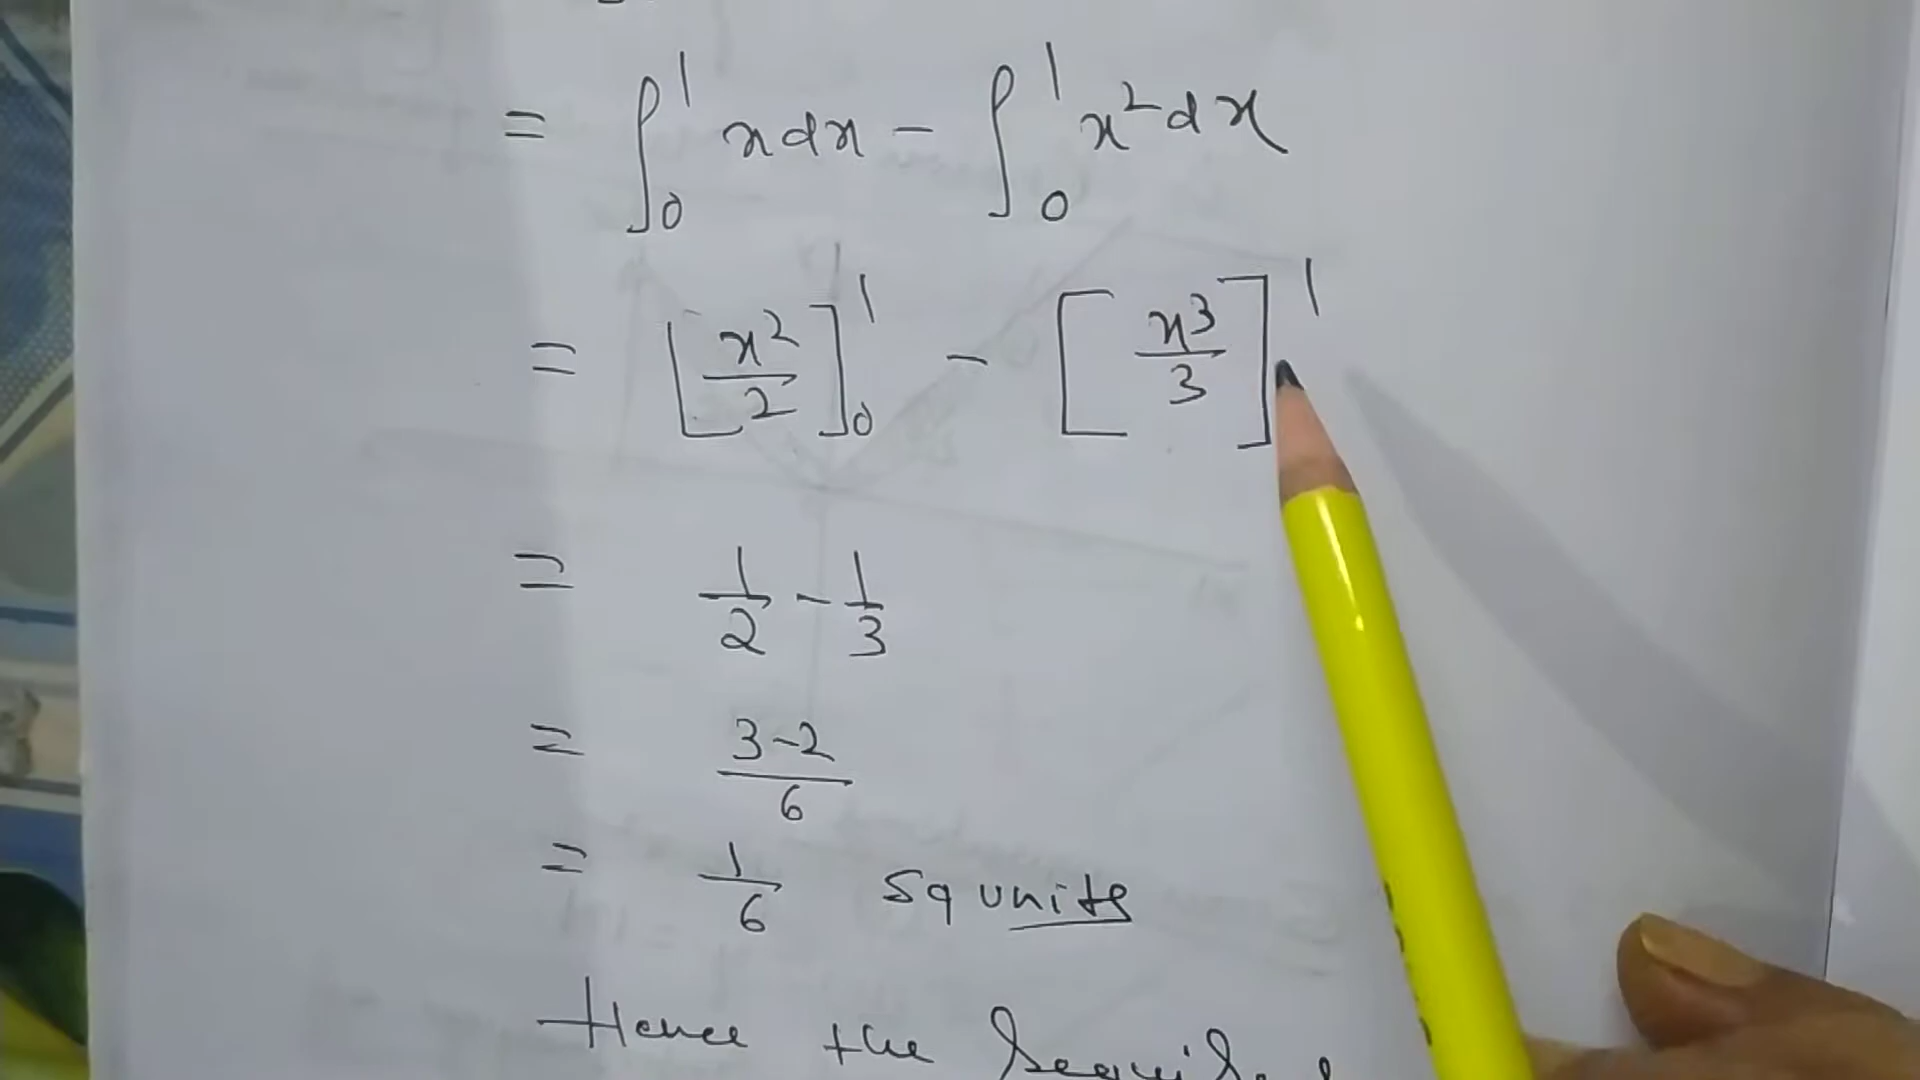 = ∫₀¹ x dx - ∫₀¹ x² dx
= [x²/2]₀¹ - [x³/3]¹
= 1/2 - 1/3
= 3-2/6
= 1/6 sq units
Hence the